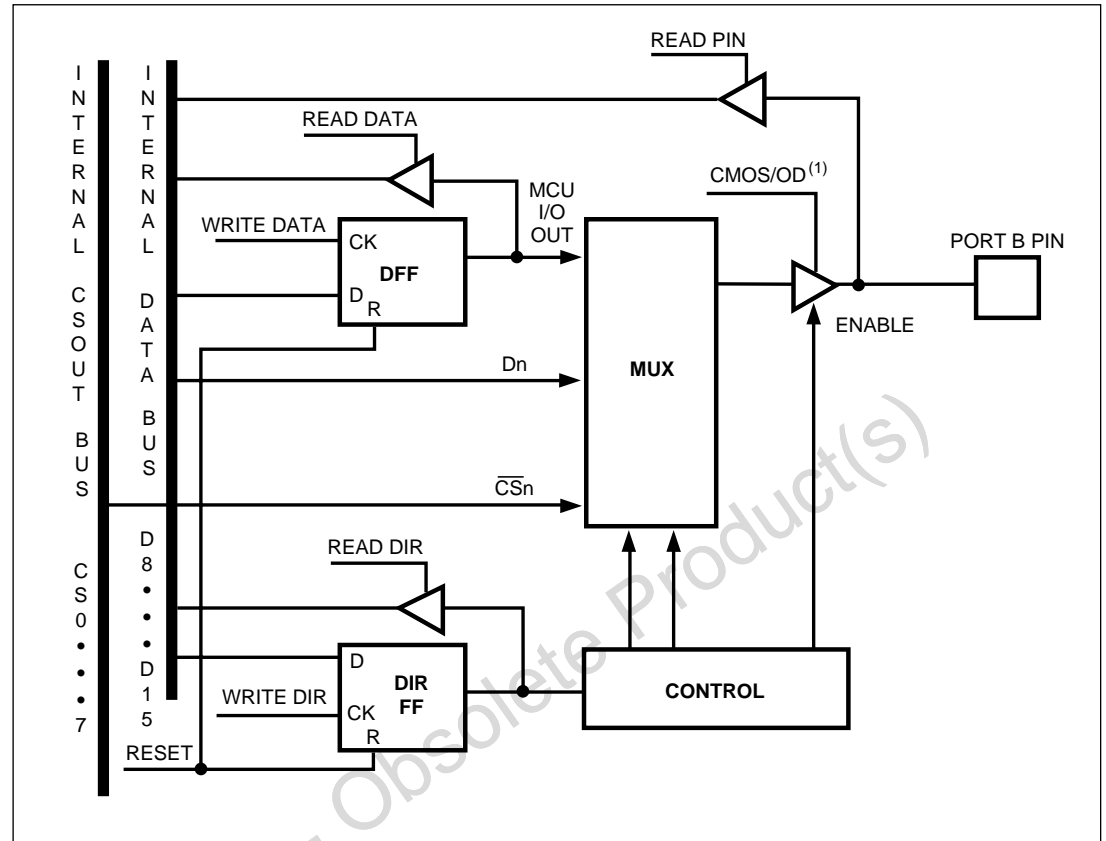 INTERNAL CSOUT BUS CS0•••7
INTERNAL DATA BUS D8•••D15
READ PIN
READ DATA
CMOS/OD(1)
MCU
I/O
OUT
WRITE DATA
CK
DFF
D
R
PORT B PIN
ENABLE
Dn
MUX
C̅S̅n
READ DIR
D
DIR
FF
WRITE DIR
CK
R
CONTROL
RESET
Obsolete Product(s)